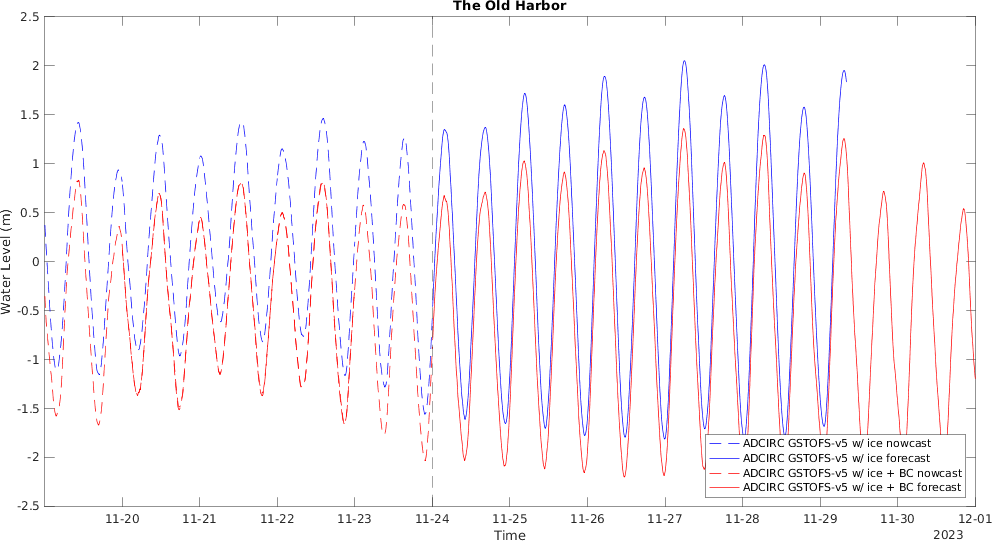 The Old Harbor
2.5
2
1.5
1
0.5
0
-0.5
-1
-1.5
-2
-2.5
Water Level (m)
ADCIRC GSTOFS-v5 w/ ice nowcast
ADCIRC GSTOFS-v5 w/ ice forecast
ADCIRC GSTOFS-v5 w/ ice + BC nowcast
ADCIRC GSTOFS-v5 w/ ice + BC forecast
11-20 11-21 11-22 11-23 11-24 11-25 11-26 11-27 11-28 11-29 11-30 12-01
Time
2023